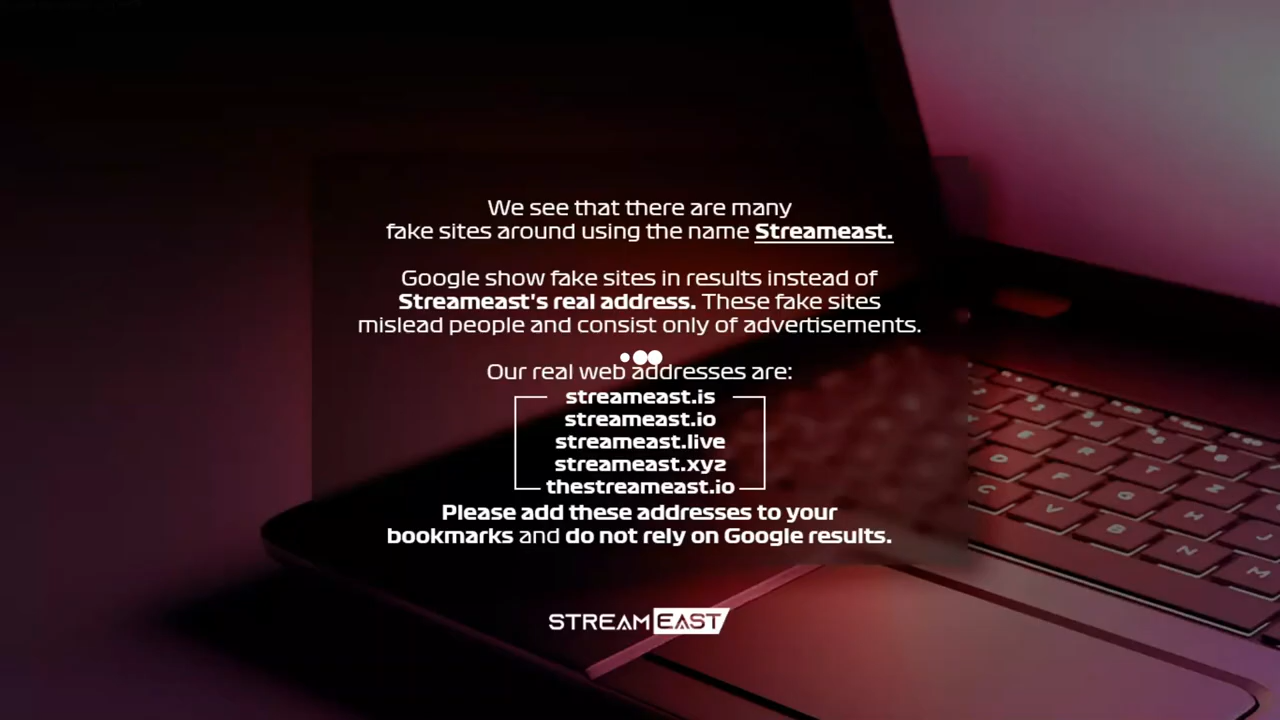 We see that there are many
fake sites around using the name Streameast.
Google show fake sites in results instead of
Streameast's real address. These fake sites
mislead people and consist only of advertisements.
Our real web addresses are:
streameast.is
streameast.io
streameast.live
streameast.xyz
thestreameast.io
Please add these addresses to your
bookmarks and do not rely on Google results.
STREAMEAST